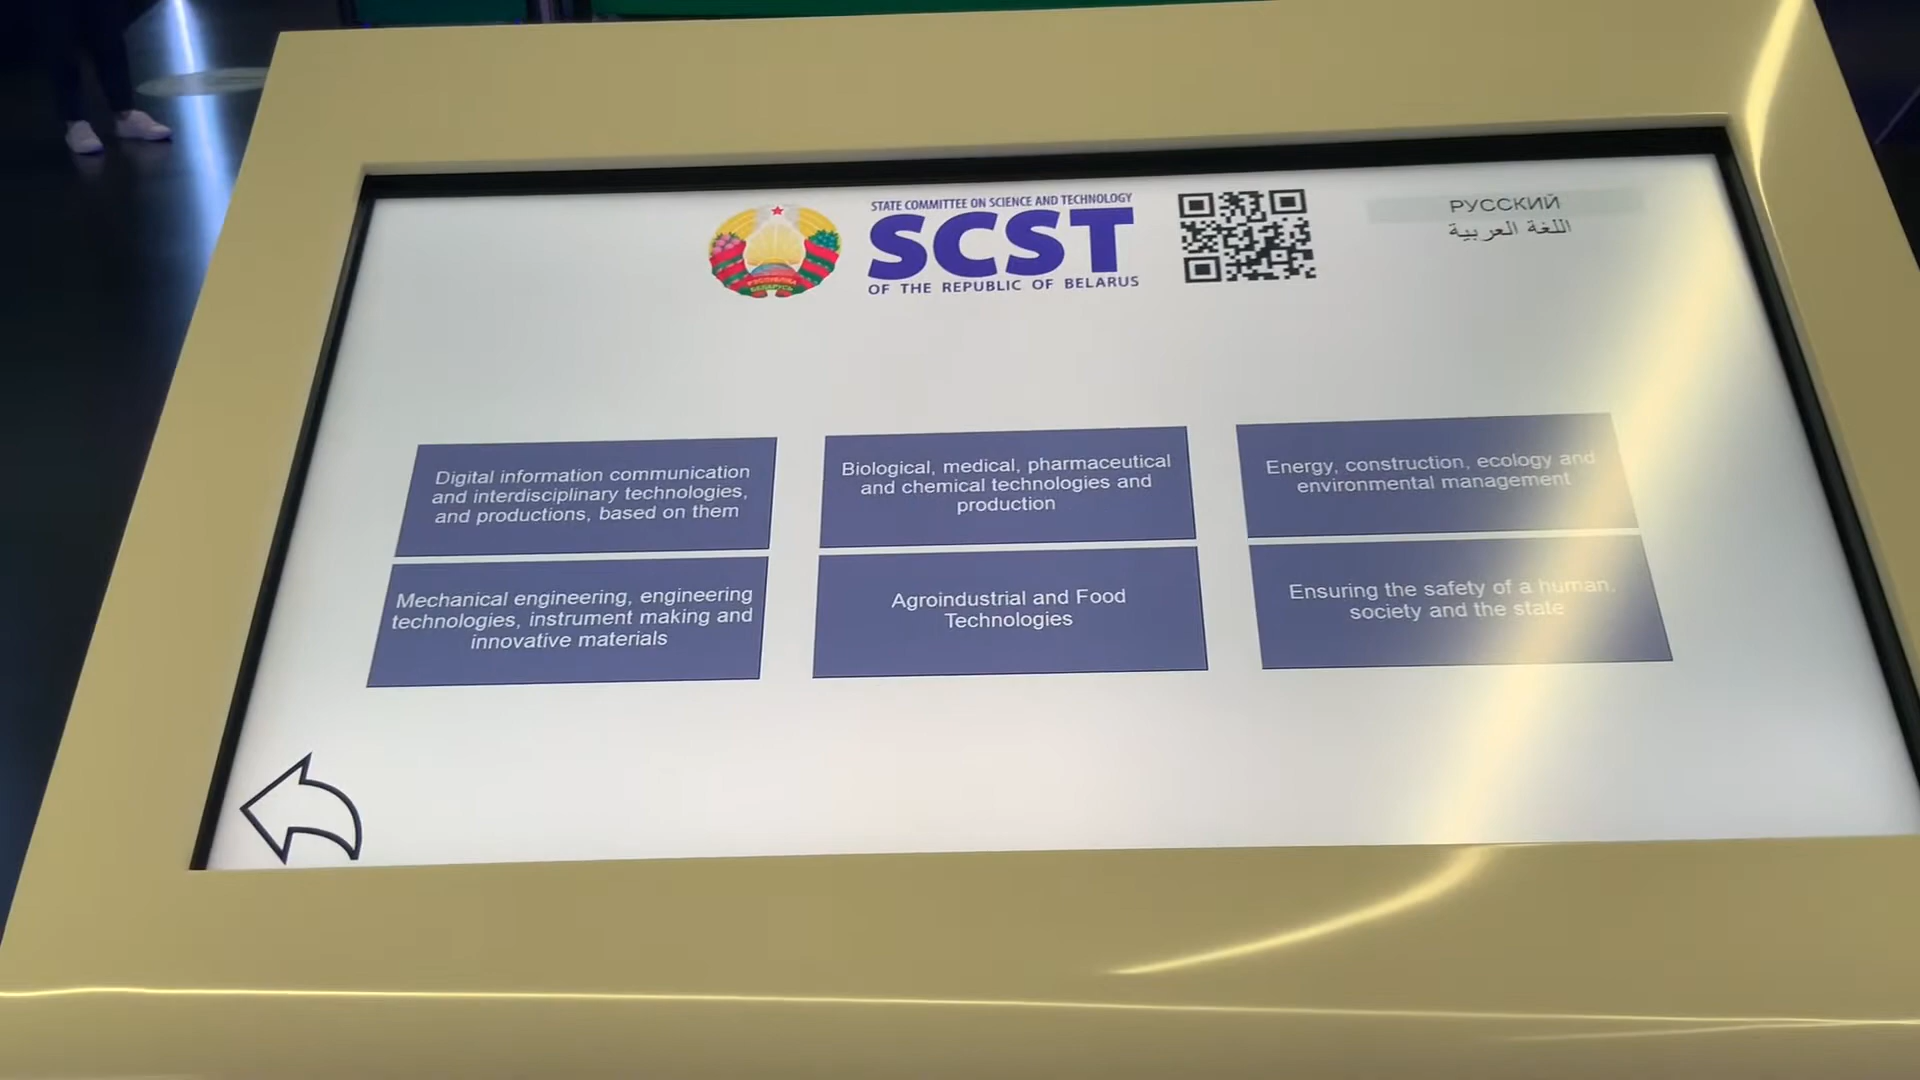 STATE COMMITTEE ON SCIENCE AND TECHNOLOGY
SCST
OF THE REPUBLIC OF BELARUS
РУССКИЙ
اللغة العربية
Digital information communication
and interdisciplinary technologies,
and productions, based on them
Biological, medical, pharmaceutical
and chemical technologies and
production
Energy, construction, ecology and
environmental management
Mechanical engineering, engineering
technologies, instrument making and
innovative materials
Agroindustrial and Food
Technologies
Ensuring the safety of a human,
society and the state